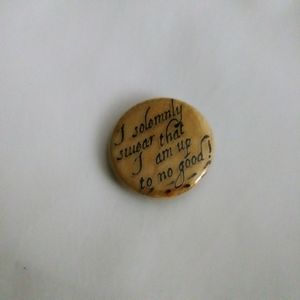 I solemnly
swear that
I am up
to no good!